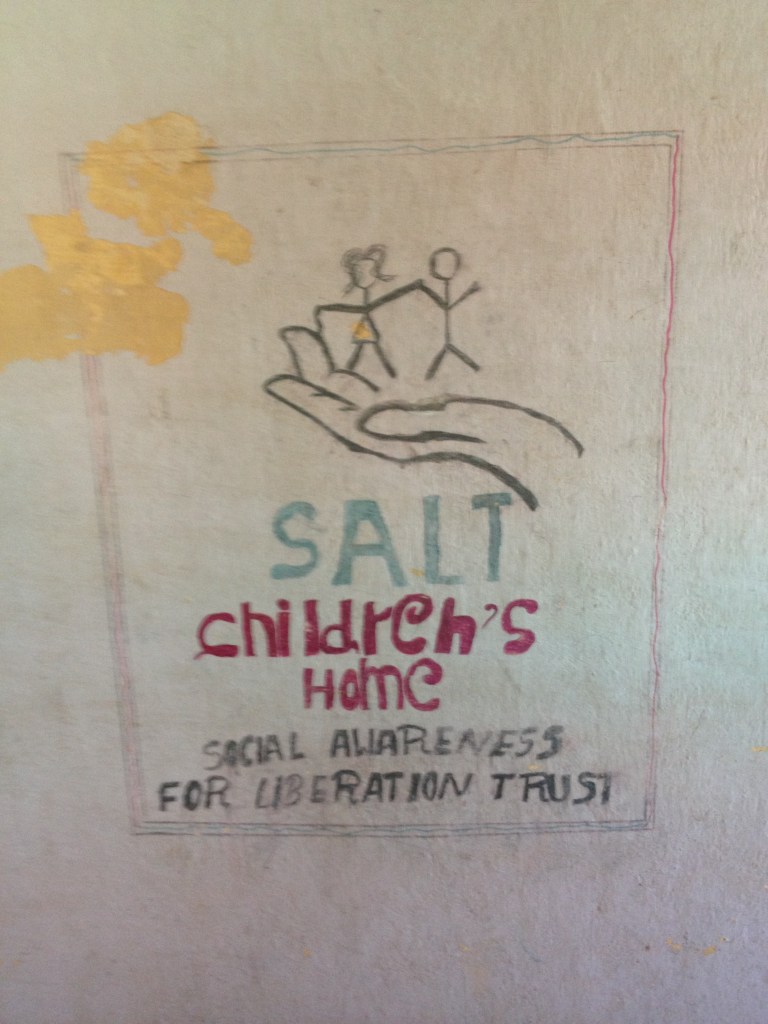 SALT
Children's
Home
SOCIAL AWARENESS
FOR LIBERATION TRUST